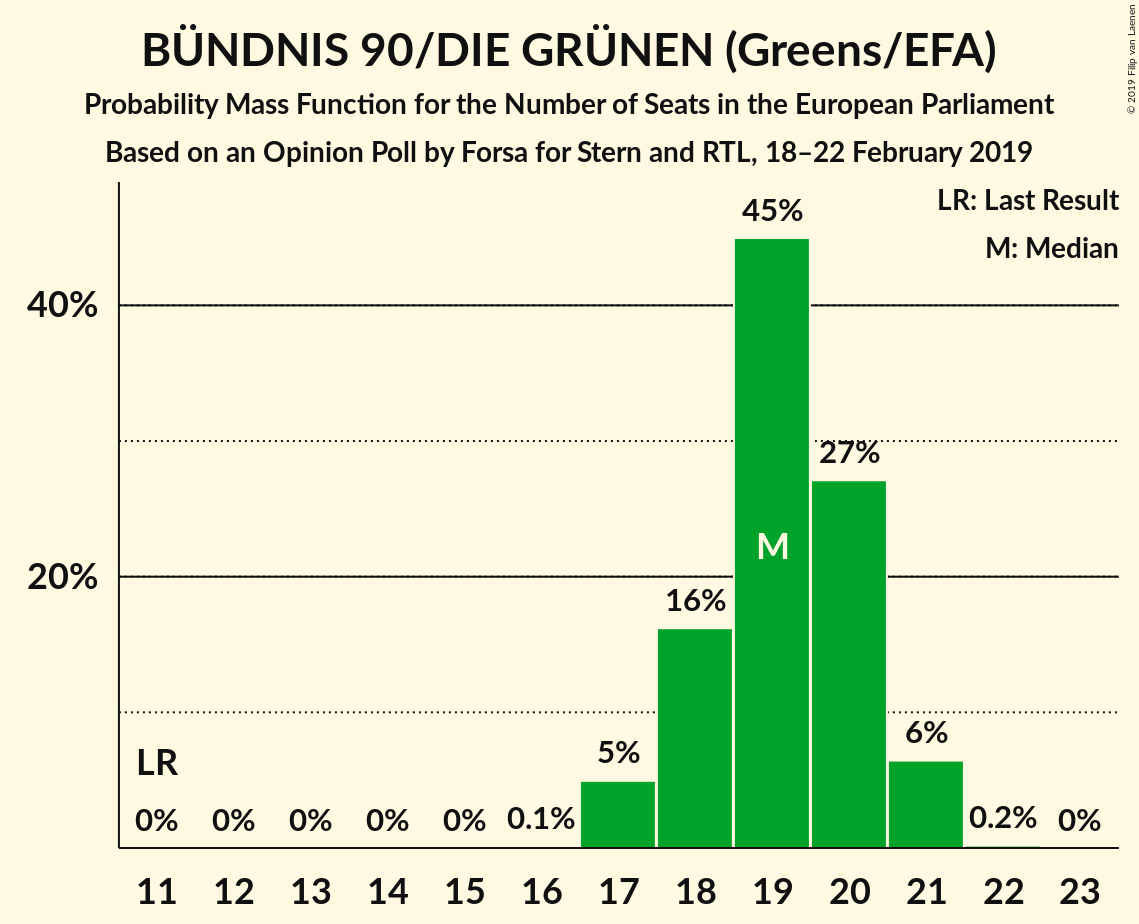 BÜNDNIS 90/DIE GRÜNEN (Greens/EFA)
Probability Mass Function for the Number of Seats in the European Parliament
Based on an Opinion Poll by Forsa for Stern and RTL, 18–22 February 2019
© 2019 Filip van Laenen
LR: Last Result
M: Median
40%
20%
LR
0% 0% 0% 0% 0% 0.1% 5% 16% 45% 27% 6% 0.2% 0%
M
11 12 13 14 15 16 17 18 19 20 21 22 23